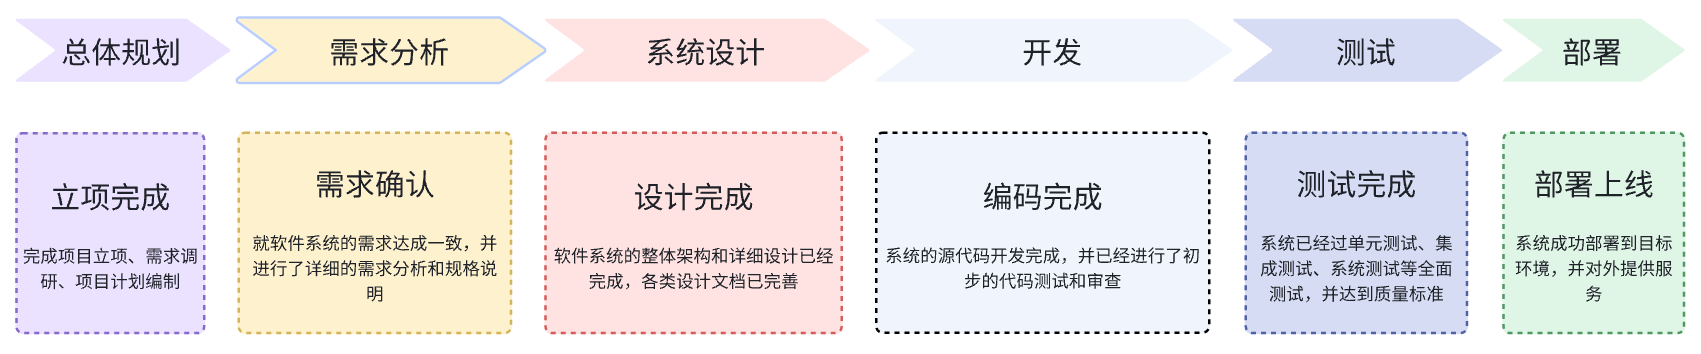 总体规划
需求分析
系统设计
开发
测试
部署
立项完成
完成项目立项、需求调
研、项目计划编制
需求确认
就软件系统的需求达成一致，并
进行了详细的需求分析和规格说
明
设计完成
软件系统的整体架构和详细设计已经
完成，各类设计文档已完善
编码完成
系统的源代码开发完成，并已经进行了初
步的代码测试和审查
测试完成
系统已经过单元测试、集
成测试、系统测试等全面
测试，并达到质量标准
部署上线
系统成功部署到目标
环境，并对外提供服
务